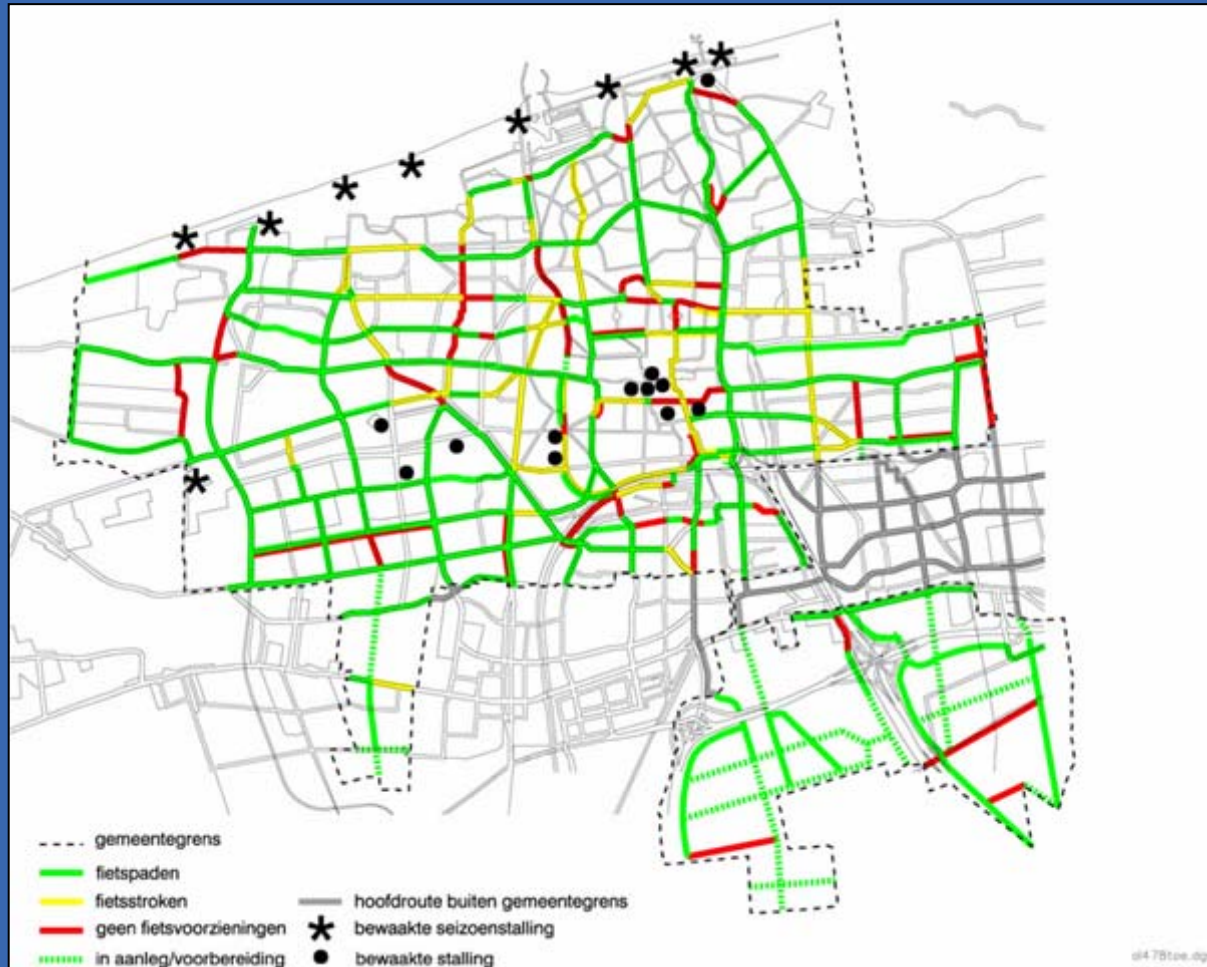 gemeentegrens
fietspaden
fietsstroken
geen fietsvoorzieningen
in aanleg/voorbereiding
hoofdroute buiten gemeentegrens
bewaakte seizoenstalling
bewaakte stalling